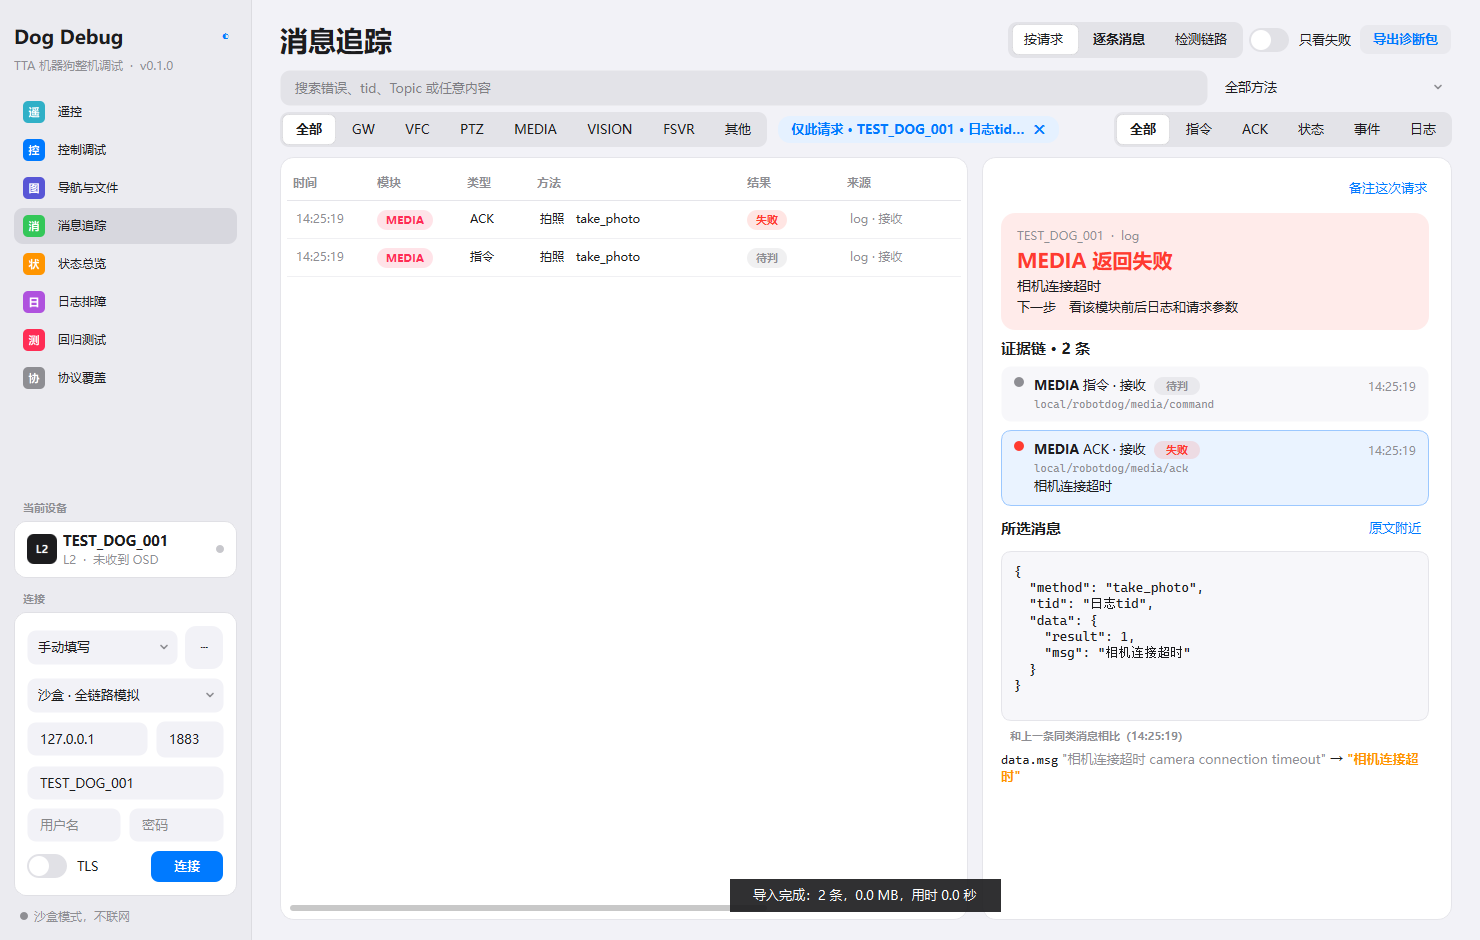 Dog Debug
TTA 机器狗整机调试 · v0.1.0
遥 遥控
控 控制调试
图 导航与文件
消 消息追踪
状 状态总览
日 日志排障
测 回归测试
协 协议覆盖
当前设备
L2 TEST_DOG_001
L2 · 未收到 OSD
连接
手动填写 ...
沙盒 · 全链路模拟
127.0.0.1 1883
TEST_DOG_001
用户名 密码
TLS 连接
沙盒模式，不联网
消息追踪
按请求 逐条消息 检测链路 只看失败 导出诊断包
搜索错误、tid、Topic 或任意内容 全部方法
全部 GW VFC PTZ MEDIA VISION FSVR 其他 仅此请求 • TEST_DOG_001 • 日志tid... ✕ 全部 指令 ACK 状态 事件 日志
时间 模块 类型 方法 结果 来源
14:25:19 MEDIA ACK 拍照 take_photo 失败 log · 接收
14:25:19 MEDIA 指令 拍照 take_photo 待判 log · 接收
备注这次请求
TEST_DOG_001 · log
MEDIA 返回失败
相机连接超时
下一步 看该模块前后日志和请求参数
证据链 • 2 条
MEDIA 指令 · 接收 待判 14:25:19
local/robotdog/media/command
MEDIA ACK · 接收 失败 14:25:19
local/robotdog/media/ack
相机连接超时
所选消息 原文附近
{
"method": "take_photo",
"tid": "日志tid",
"data": {
"result": 1,
"msg": "相机连接超时"
}
}
和上一条同类消息相比（14:25:19）
data.msg "相机连接超时 camera connection timeout" → "相机连接超
时"
导入完成：2 条，0.0 MB，用时 0.0 秒